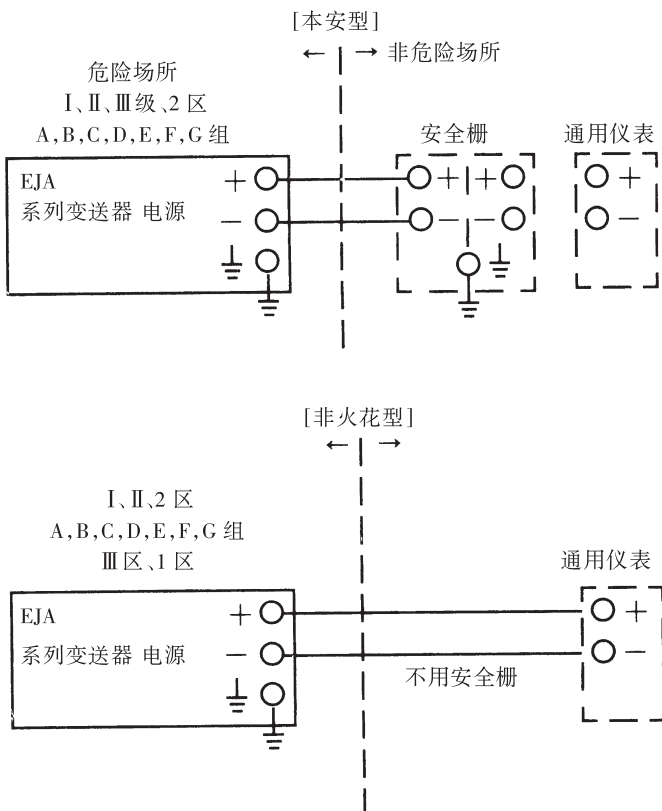 [本安型]
← → 非危险场所
危险场所
Ⅰ、Ⅱ、Ⅲ级、2区
A,B,C,D,E,F,G组
安全栅
通用仪表
EJA
系列变送器 电源
+
−
+
+
−
−
+
−
[非火花型]
← →
Ⅰ、Ⅱ、2区
A,B,C,D,E,F,G组
Ⅲ区、1区
通用仪表
EJA
系列变送器 电源
+
−
+
−
不用安全栅